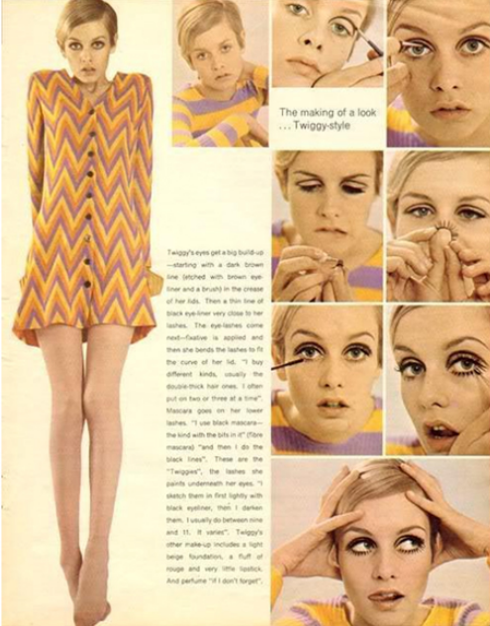 The making of a look
... Twiggy-style
Twiggy's eyes get a big build-up
—starting with a dark brown
line (etched with brown eye-
liner and a brush) in the crease
of her lids. Then a thin line of
black eye-liner very close to her
lashes. The eye-lashes come
next—fixative is applied and
then she bends the lashes to fit
the curve of her lid. "I buy
different kinds, usually the
double-thick hair ones. I often
put on two or three at a time".
Mascara goes on her lower
lashes. "I use black mascara—
the kind with the bits in it" (fibre
mascara) "and then I do the
black lines". These are the
"Twiggies", the lashes she
paints underneath her eyes. "I
sketch them in first lightly with
black eyeliner, then I darken
them. I usually do between nine
and 11. It varies". Twiggy's
other make-up includes a light
beige foundation, a fluff of
rouge and very little lipstick.
And perfume "if I don't forget".